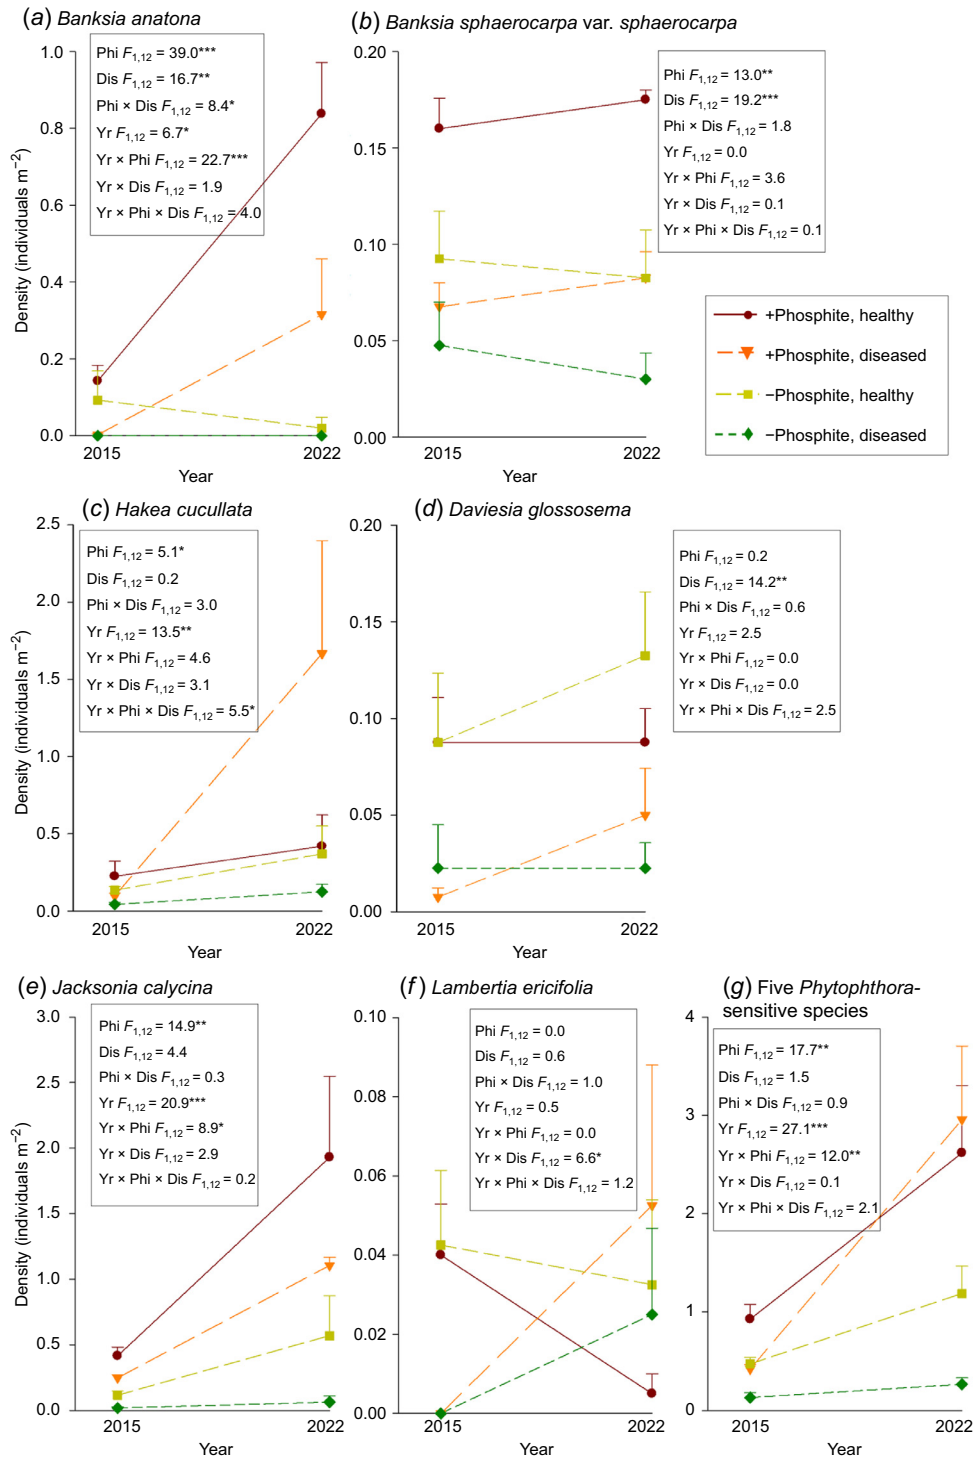 (a) Banksia anatona
Density (individuals m−2)
1.0
0.8
0.6
0.4
0.2
0.0
Phi F1,12 = 39.0***
Dis F1,12 = 16.7**
Phi × Dis F1,12 = 8.4*
Yr F1,12 = 6.7*
Yr × Phi F1,12 = 22.7***
Yr × Dis F1,12 = 1.9
Yr × Phi × Dis F1,12 = 4.0
2015 2022
Year
(b) Banksia sphaerocarpa var. sphaerocarpa
0.20
0.15
0.10
0.05
0.00
Phi F1,12 = 13.0**
Dis F1,12 = 19.2***
Phi × Dis F1,12 = 1.8
Yr F1,12 = 0.0
Yr × Phi F1,12 = 3.6
Yr × Dis F1,12 = 0.1
Yr × Phi × Dis F1,12 = 0.1
2015 2022
Year
+Phosphite, healthy
+Phosphite, diseased
−Phosphite, healthy
−Phosphite, diseased
(c) Hakea cucullata
Density (individuals m−2)
2.5
2.0
1.5
1.0
0.5
0.0
Phi F1,12 = 5.1*
Dis F1,12 = 0.2
Phi × Dis F1,12 = 3.0
Yr F1,12 = 13.5**
Yr × Phi F1,12 = 4.6
Yr × Dis F1,12 = 3.1
Yr × Phi × Dis F1,12 = 5.5*
2015 2022
Year
(d) Daviesia glossosema
0.20
0.15
0.10
0.05
0.00
Phi F1,12 = 0.2
Dis F1,12 = 14.2**
Phi × Dis F1,12 = 0.6
Yr F1,12 = 2.5
Yr × Phi F1,12 = 0.0
Yr × Dis F1,12 = 0.0
Yr × Phi × Dis F1,12 = 2.5
2015 2022
Year
(e) Jacksonia calycina
Density (individuals m−2)
3.0
2.5
2.0
1.5
1.0
0.5
0.0
Phi F1,12 = 14.9**
Dis F1,12 = 4.4
Phi × Dis F1,12 = 0.3
Yr F1,12 = 20.9***
Yr × Phi F1,12 = 8.9*
Yr × Dis F1,12 = 2.9
Yr × Phi × Dis F1,12 = 0.2
2015 2022
Year
(f) Lambertia ericifolia
0.10
0.08
0.06
0.04
0.02
0.00
Phi F1,12 = 0.0
Dis F1,12 = 0.6
Phi × Dis F1,12 = 1.0
Yr F1,12 = 0.5
Yr × Phi F1,12 = 0.0
Yr × Dis F1,12 = 6.6*
Yr × Phi × Dis F1,12 = 1.2
2015 2022
Year
(g) Five Phytophthora-
sensitive species
4
3
2
1
0
Phi F1,12 = 17.7**
Dis F1,12 = 1.5
Phi × Dis F1,12 = 0.9
Yr F1,12 = 27.1***
Yr × Phi F1,12 = 12.0**
Yr × Dis F1,12 = 0.1
Yr × Phi × Dis F1,12 = 2.1
2015 2022
Year